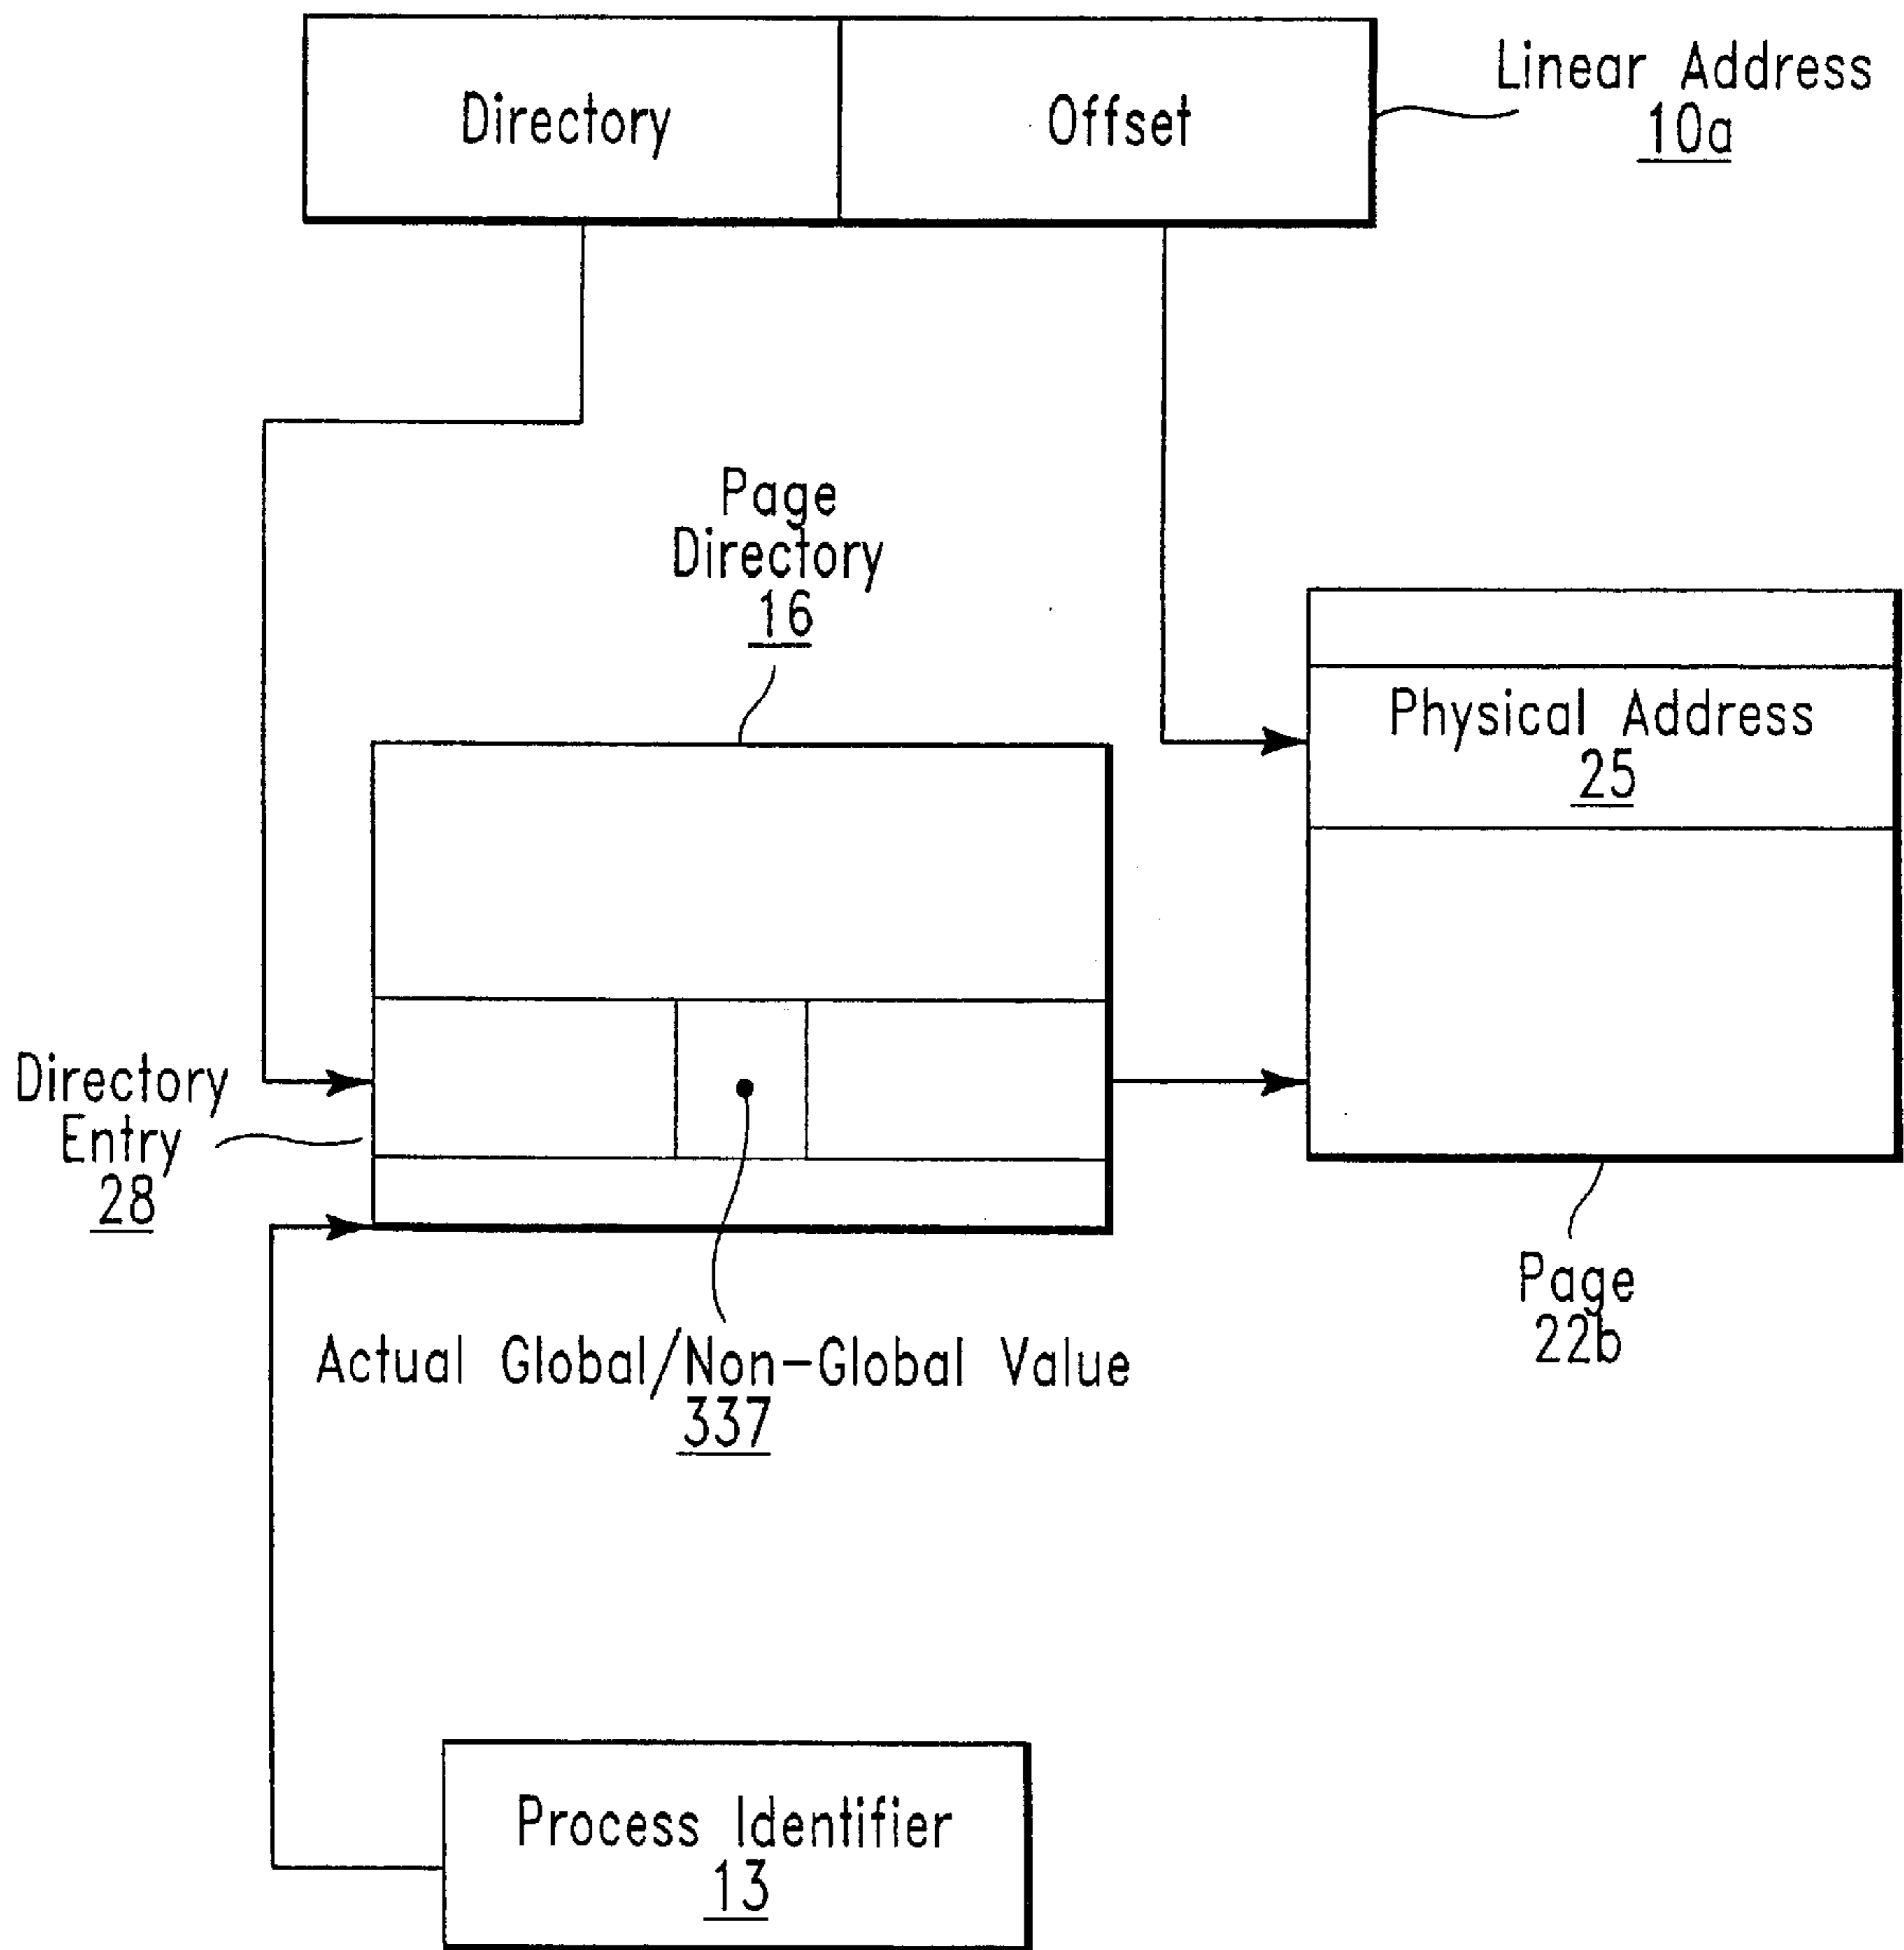 Directory
Offset
Linear Address
10a
Page
Directory
16
Physical Address
25
Directory
Entry
28
Page
22b
Actual Global/Non-Global Value
337
Process Identifier
13